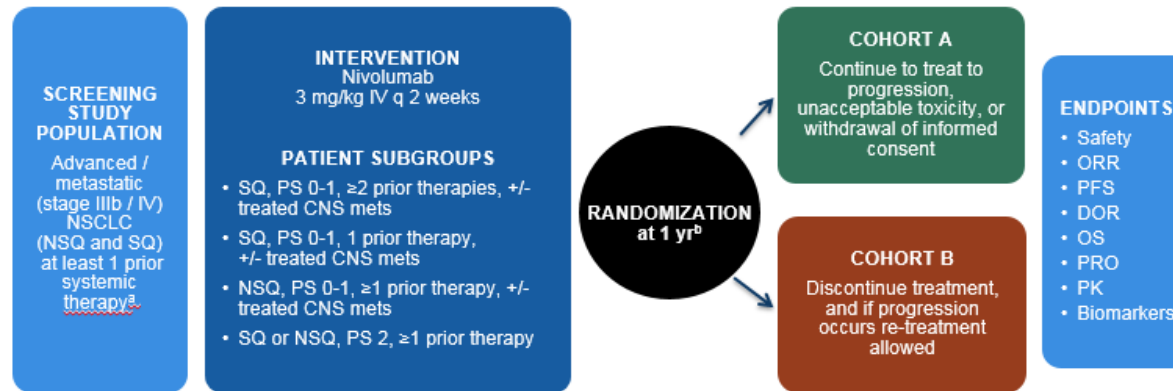 SCREENING
STUDY
POPULATION
Advanced /
metastatic
(stage IIIb / IV)
NSCLC
(NSQ and SQ)
at least 1 prior
systemic
therapyᵃ
INTERVENTION
Nivolumab
3 mg/kg IV q 2 weeks
PATIENT SUBGROUPS
• SQ, PS 0-1, ≥2 prior therapies, +/-
treated CNS mets
• SQ, PS 0-1, 1 prior therapy,
+/- treated CNS mets
• NSQ, PS 0-1, ≥1 prior therapy, +/-
treated CNS mets
• SQ or NSQ, PS 2, ≥1 prior therapy
RANDOMIZATION
at 1 yrᵇ
COHORT A
Continue to treat to
progression,
unacceptable toxicity, or
withdrawal of informed
consent
COHORT B
Discontinue treatment,
and if progression
occurs re-treatment
allowed
ENDPOINTS
• Safety
• ORR
• PFS
• DOR
• OS
• PRO
• PK
• Biomarkers